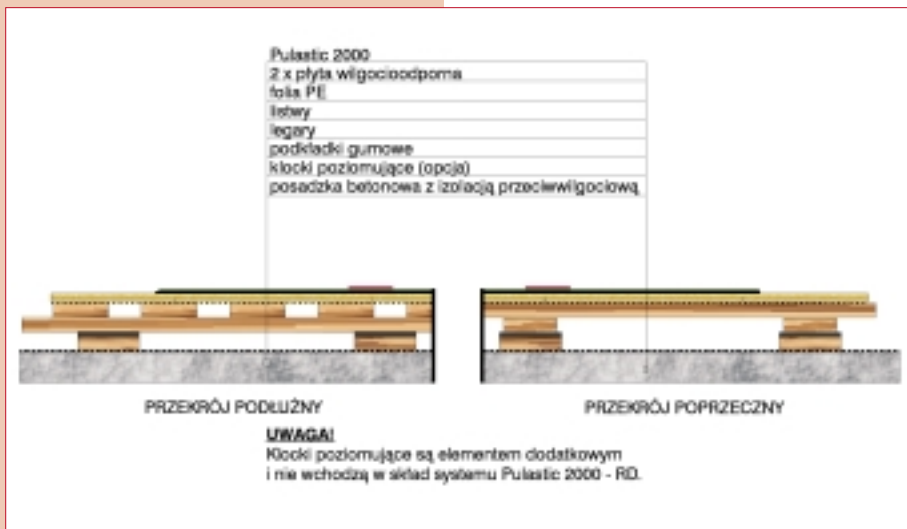 Pulastic 2000
2 x płyta wilgocioodporna
folia PE
listwy
legary
podkładki gumowe
klocki poziomujące (opcja)
posadzka betonowa z izolacją przeciwwilgociową
PRZEKRÓJ PODŁUŻNY
PRZEKRÓJ POPRZECZNY
UWAGA!
Klocki poziomujące są elementem dodatkowym
i nie wchodzą w skład systemu Pulastic 2000 - RD.